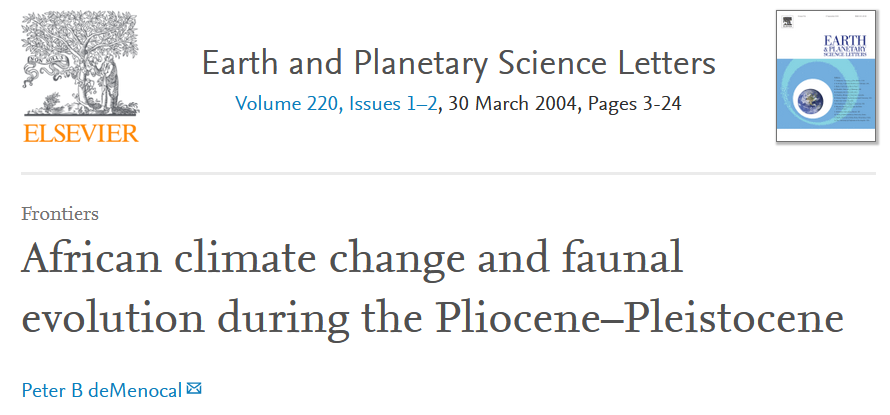 ELSEVIER
Earth and Planetary Science Letters
Volume 220, Issues 1–2, 30 March 2004, Pages 3-24
EARTH
& PLANETARY
SCIENCE LETTERS
Frontiers
African climate change and faunal
evolution during the Pliocene–Pleistocene
Peter B deMenocal